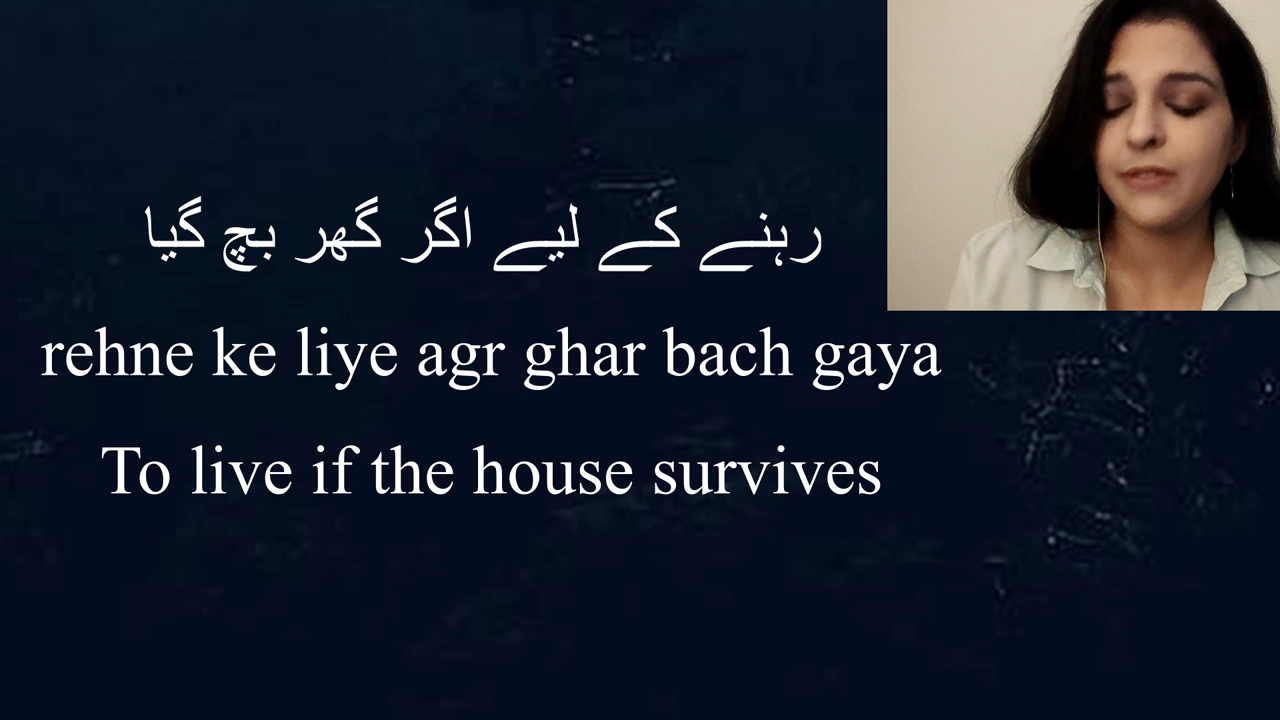 رہنے کے لیے اگر گھر بچ گیا
rehne ke liye agr ghar bach gaya
To live if the house survives